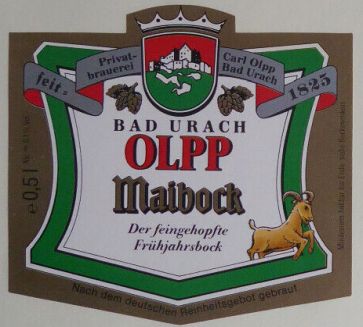 Privat-
brauerei
Carl Olpp
Bad Urach
seit:
1825
BAD URACH
OLPP
Maibock
Der feingehopfte
Frühjahrsbock
e 0,5 l
Nach dem deutschen Reinheitsgebot gebraut